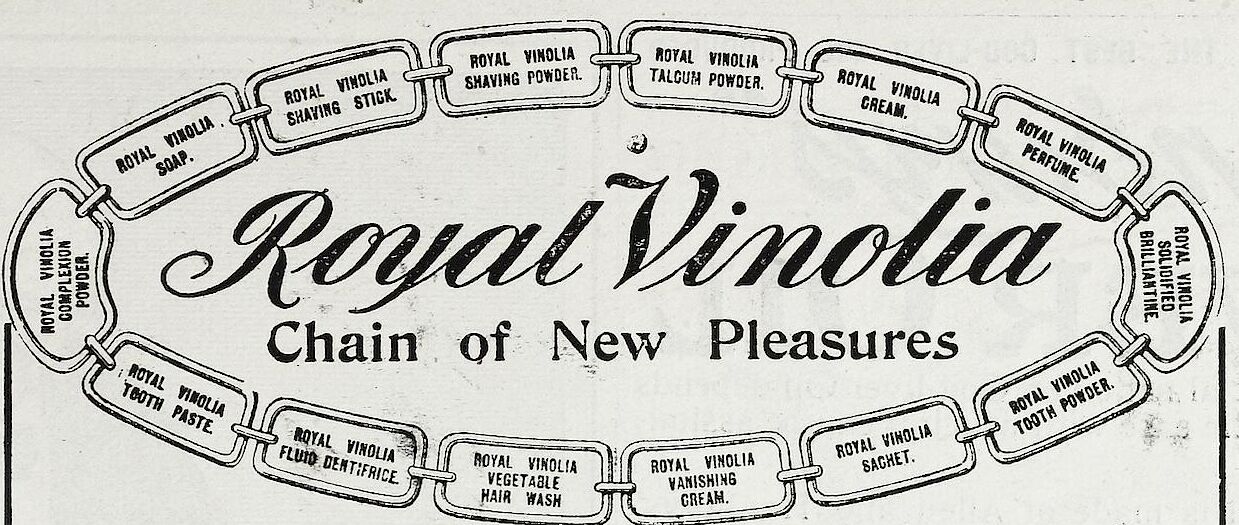 ROYAL VINOLIA
SHAVING POWDER.
ROYAL VINOLIA
TALCUM POWDER.
ROYAL VINOLIA
CREAM.
ROYAL VINOLIA
PERFUME.
ROYAL VINOLIA
SOLIDIFIED
BRILLIANTINE.
ROYAL VINOLIA
TOOTH POWDER.
ROYAL VINOLIA
SACHET.
ROYAL VINOLIA
VANISHING
CREAM.
ROYAL VINOLIA
VEGETABLE
HAIR WASH
ROYAL VINOLIA
FLUID DENTIFRICE.
ROYAL VINOLIA
TOOTH PASTE.
ROYAL VINOLIA
COMPLEXION
POWDER.
ROYAL VINOLIA
SOAP.
ROYAL VINOLIA
SHAVING STICK.
Royal Vinolia
Chain of New Pleasures